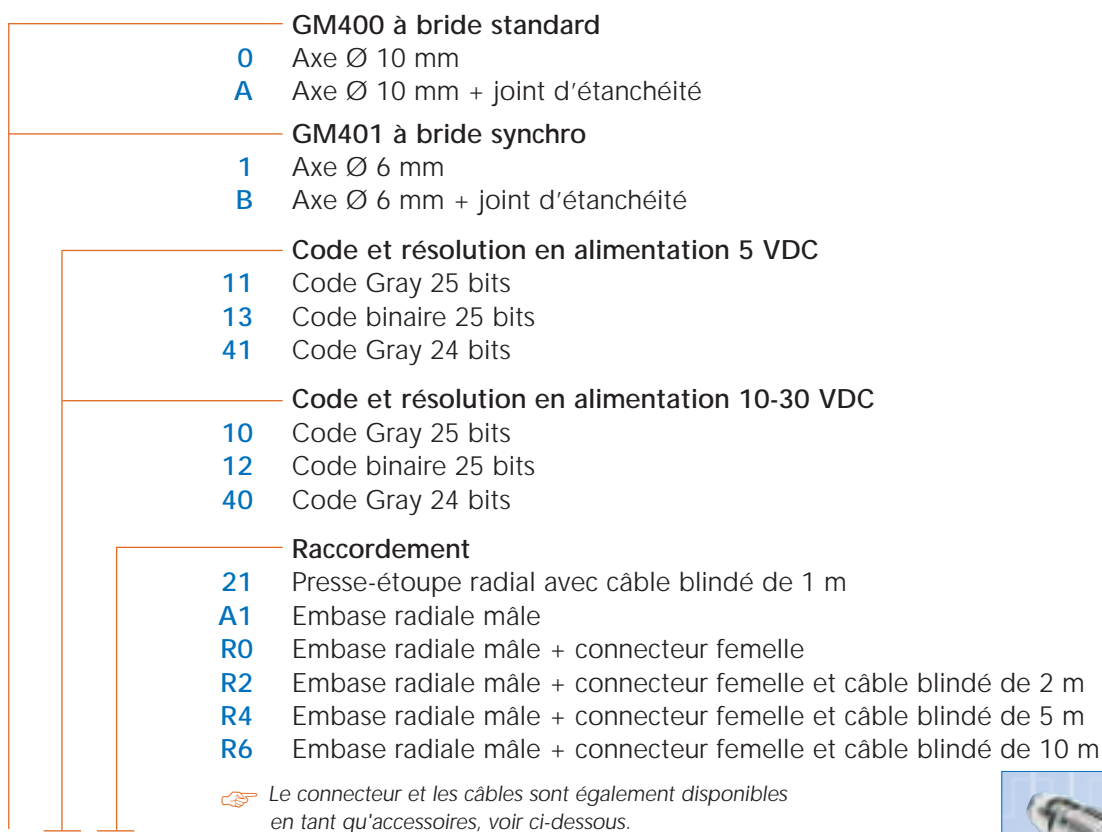 GM400 à bride standard
0 Axe Ø 10 mm
A Axe Ø 10 mm + joint d’étanchéité
GM401 à bride synchro
1 Axe Ø 6 mm
B Axe Ø 6 mm + joint d’étanchéité
Code et résolution en alimentation 5 VDC
11 Code Gray 25 bits
13 Code binaire 25 bits
41 Code Gray 24 bits
Code et résolution en alimentation 10-30 VDC
10 Code Gray 25 bits
12 Code binaire 25 bits
40 Code Gray 24 bits
Raccordement
21 Presse-étoupe radial avec câble blindé de 1 m
A1 Embase radiale mâle
R0 Embase radiale mâle + connecteur femelle
R2 Embase radiale mâle + connecteur femelle et câble blindé de 2 m
R4 Embase radiale mâle + connecteur femelle et câble blindé de 5 m
R6 Embase radiale mâle + connecteur femelle et câble blindé de 10 m
Le connecteur et les câbles sont également disponibles
en tant qu'accessoires, voir ci-dessous.